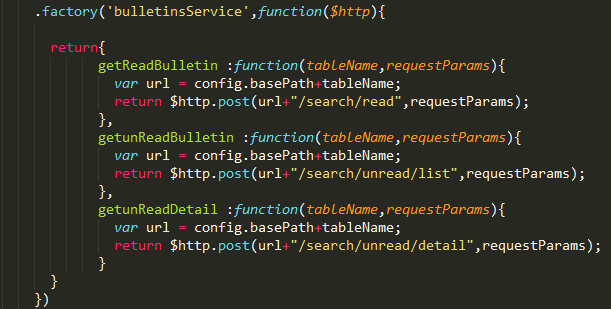 .factory('bulletinsService',function($http){
return{
getReadBulletin :function(tableName,requestParams){
var url = config.basePath+tableName;
return $http.post(url+"/search/read",requestParams);
},
getunReadBulletin :function(tableName,requestParams){
var url = config.basePath+tableName;
return $http.post(url+"/search/unread/list",requestParams);
},
getunReadDetail :function(tableName,requestParams){
var url = config.basePath+tableName;
return $http.post(url+"/search/unread/detail",requestParams);
}
}
})